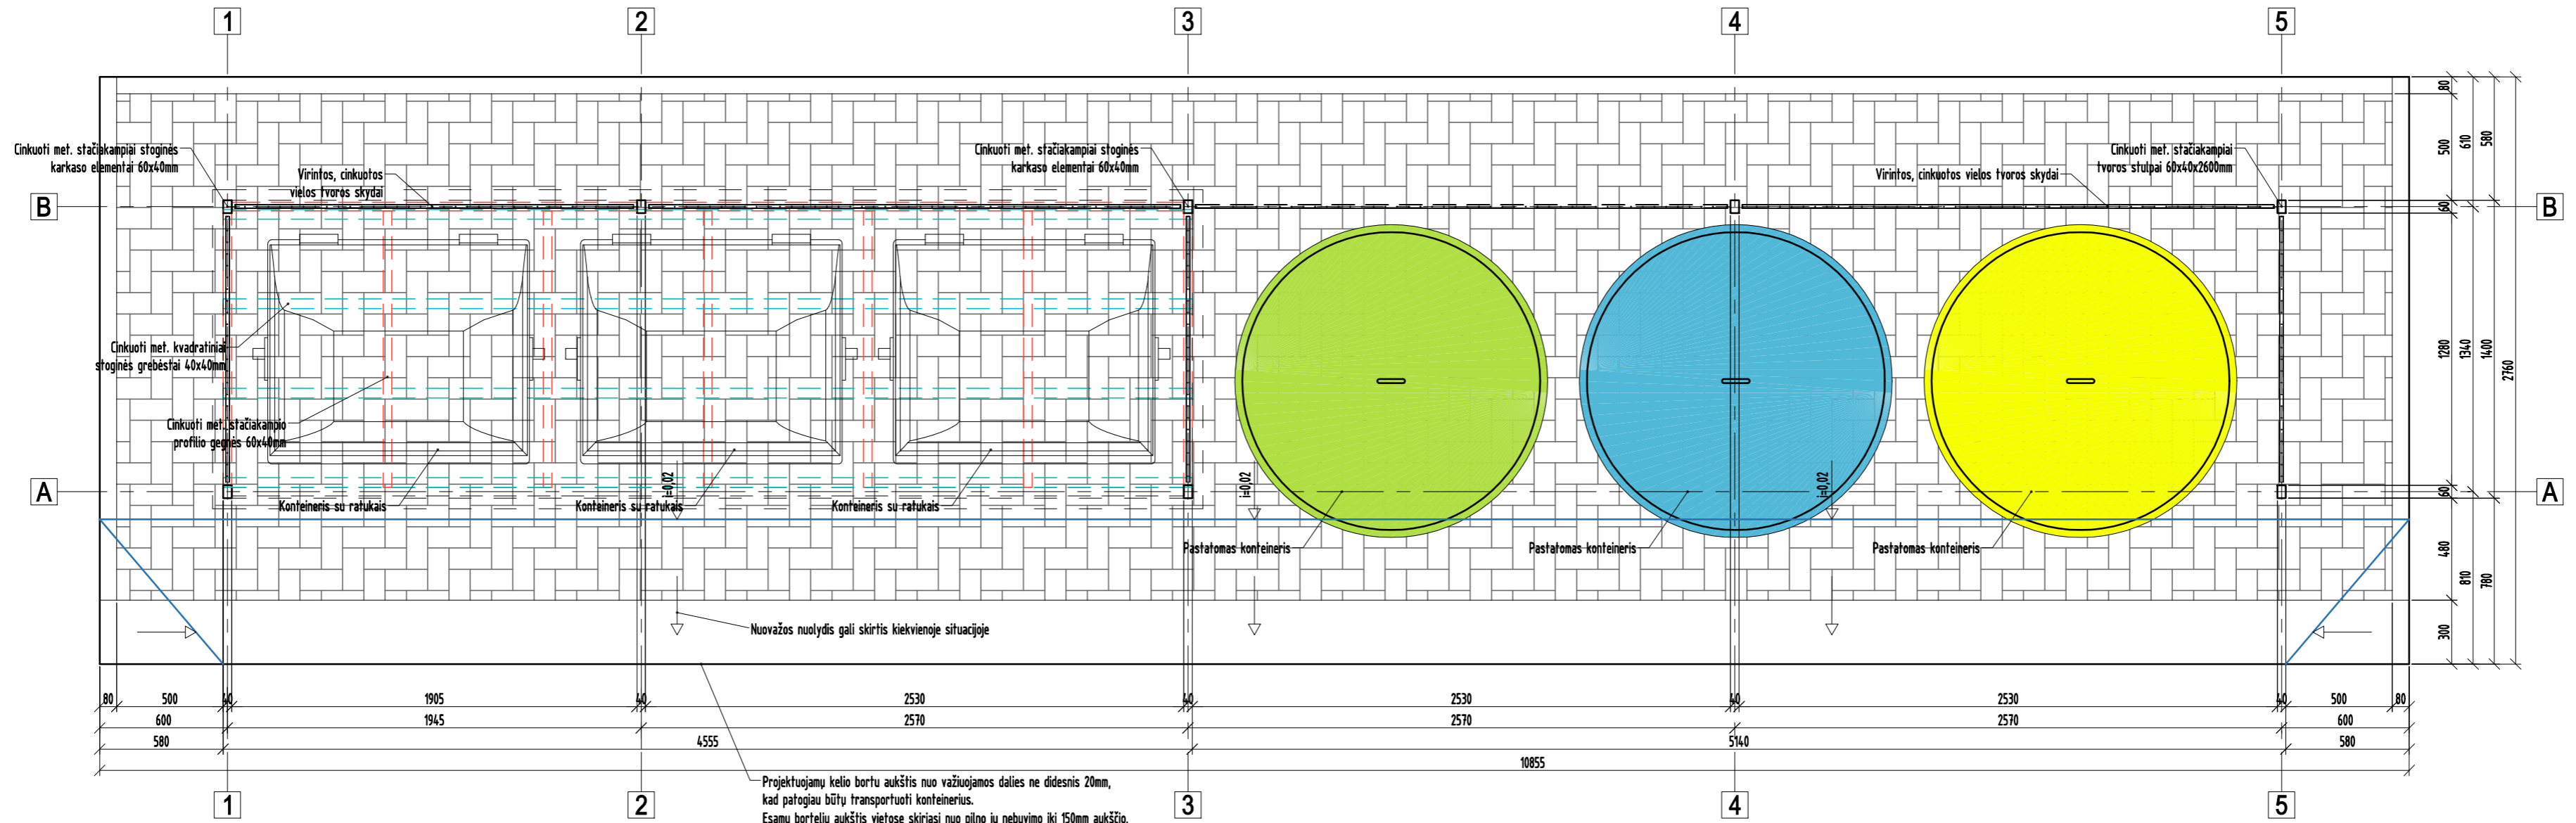 1
2
3
4
5
Cinkuoti met. stačiakampiai stoginės
karkaso elementai 60x40mm
Virintos, cinkuotos
vielos tvoros skydai
Cinkuoti met. stačiakampiai stoginės
karkaso elementai 60x40mm
Virintos, cinkuotos vielos tvoros skydai
Cinkuoti met. stačiakampiai
tvoros stulpai 60x40x2600mm
B
B
Cinkuoti met. kvadratiniai
stoginės grebėstai 40x40mm
Cinkuoti met. stačiakampio
profilio gegnės 60x40mm
A
A
Konteineris su ratukais
Konteineris su ratukais
Konteineris su ratukais
i=0,02
i=0,02
i=0,02
Pastatomas konteineris
Pastatomas konteineris
Pastatomas konteineris
Nuovažos nuolydis gali skirtis kiekvienoje situacijoje
80
500
60
1280
60
480
300
610
1340
810
580
1400
780
2760
80
500
40
1905
40
2530
40
2530
40
2530
40
500
80
600
1945
2570
2570
2570
600
580
4555
5140
580
10855
Projektuojamų kelio bortu aukštis nuo važiuojamos dalies ne didesnis 20mm,
kad patogiau būtų transportuoti konteinerius.
Esamų bortelių aukštis vietose skiriasi nuo pilno jų nebuvimo iki 150mm aukščio.
1
2
3
4
5